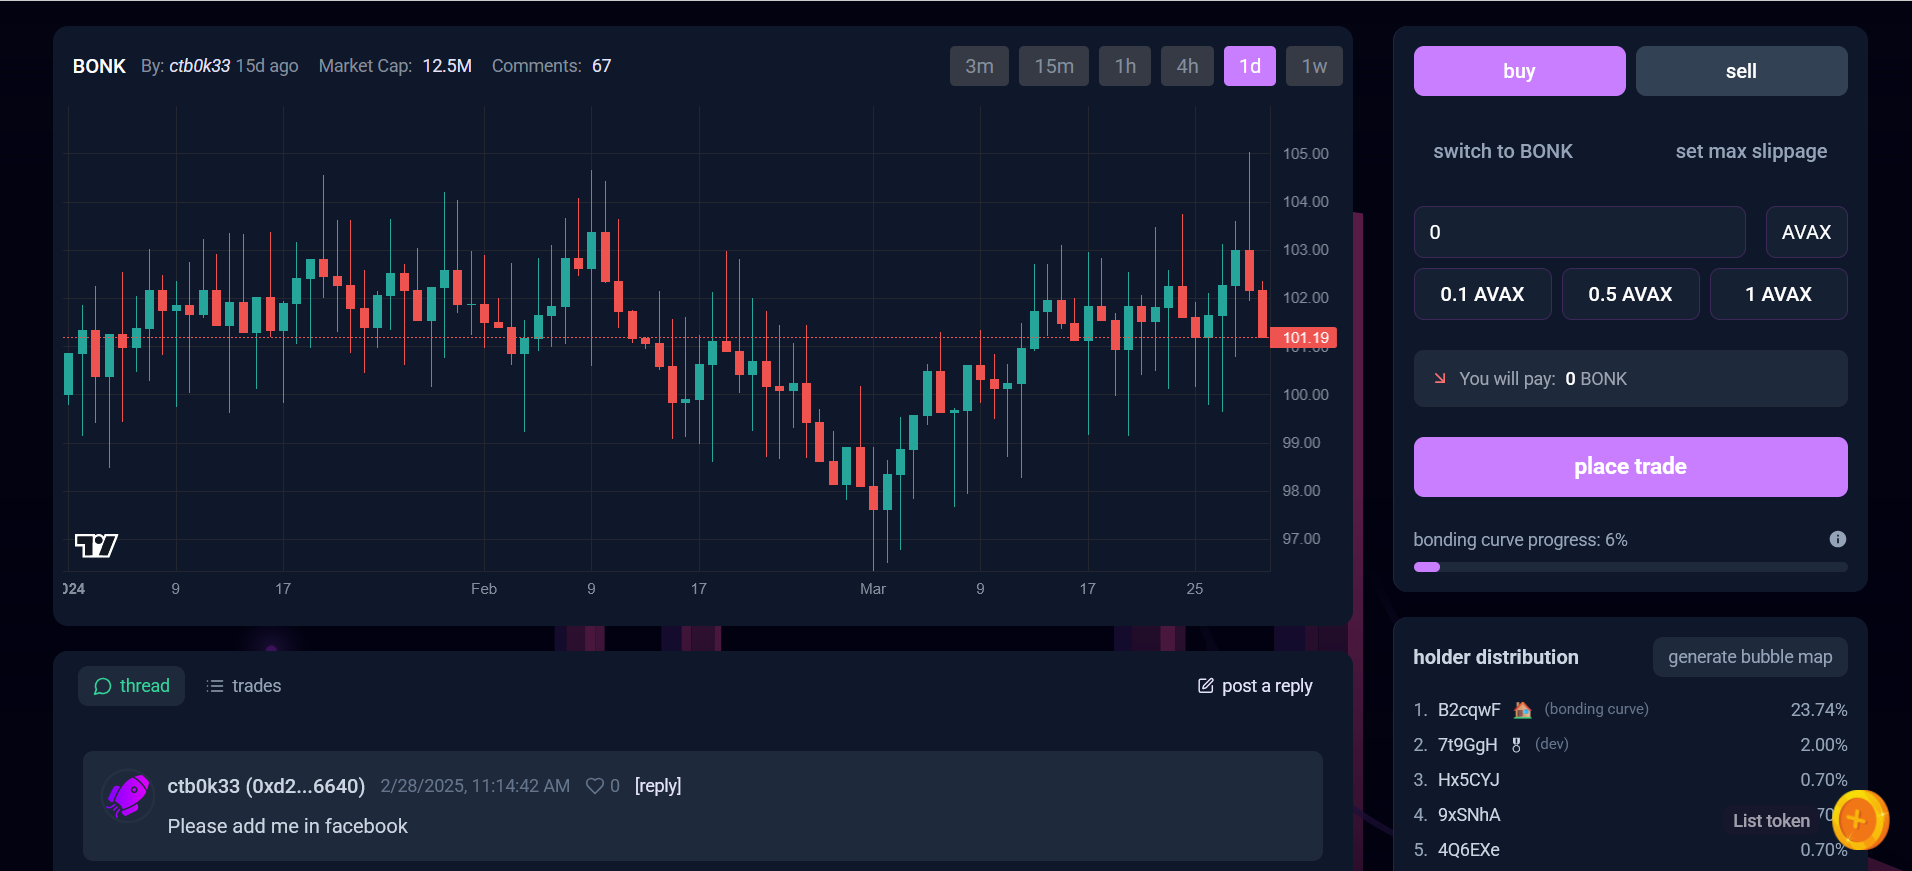 BONK By: ctb0k33 15d ago Market Cap: 12.5M Comments: 67
3m 15m 1h 4h 1d 1w
105.00
104.00
103.00
102.00
101.19
101.00
100.00
99.00
98.00
97.00
024 9 17 Feb 9 17 Mar 9 17 25
thread trades post a reply
ctb0k33 (0xd2...6640) 2/28/2025, 11:14:42 AM 0 [reply]
Please add me in facebook
buy sell
switch to BONK set max slippage
0 AVAX
0.1 AVAX 0.5 AVAX 1 AVAX
You will pay: 0 BONK
place trade
bonding curve progress: 6%
holder distribution generate bubble map
1. B2cqwF (bonding curve) 23.74%
2. 7t9GgH (dev) 2.00%
3. Hx5CYJ 0.70%
4. 9xSNhA 70
List token
5. 4Q6EXe 0.70%